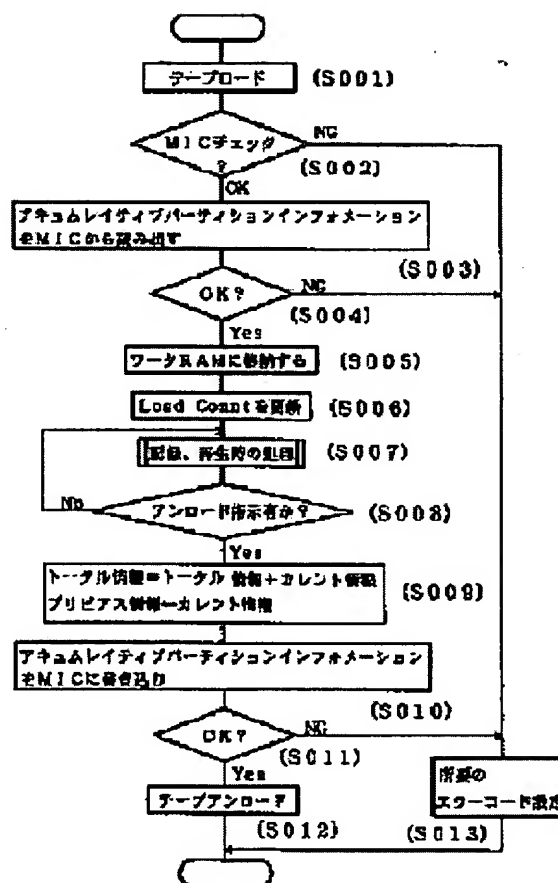 テープロード
(S001)
MICチェック
?
NG
(S002)
OK
アキュムレイティブパーティションインフォメーション
をMICから読み出す
(S003)
OK?
NG
(S004)
Yes
ワークRAMに格納する
(S005)
Load Countを更新
(S006)
記録、再生時の処理
(S007)
アンロード指示有か?
No
(S008)
Yes
トータル情報=トータル情報+カレント情報
プリビアス情報←カレント情報
(S009)
アキュムレイティブパーティションインフォメーション
をMICに書き込み
(S010)
OK?
NG
(S011)
Yes
所要の
エラーコード設定
テープアンロード
(S012)
(S013)